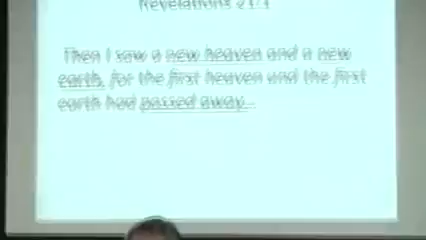 Revelations 21:1
Then I saw a new heaven and a new
earth, for the first heaven and the first
earth had passed away...